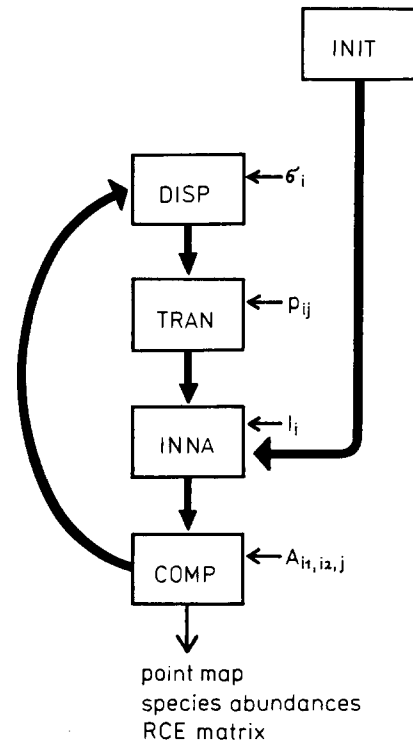 INIT
DISP
σᵢ
TRAN
pᵢⱼ
INNA
Iᵢ
COMP
Aᵢ₁,ᵢ₂,ⱼ
point map
species abundances
RCE matrix